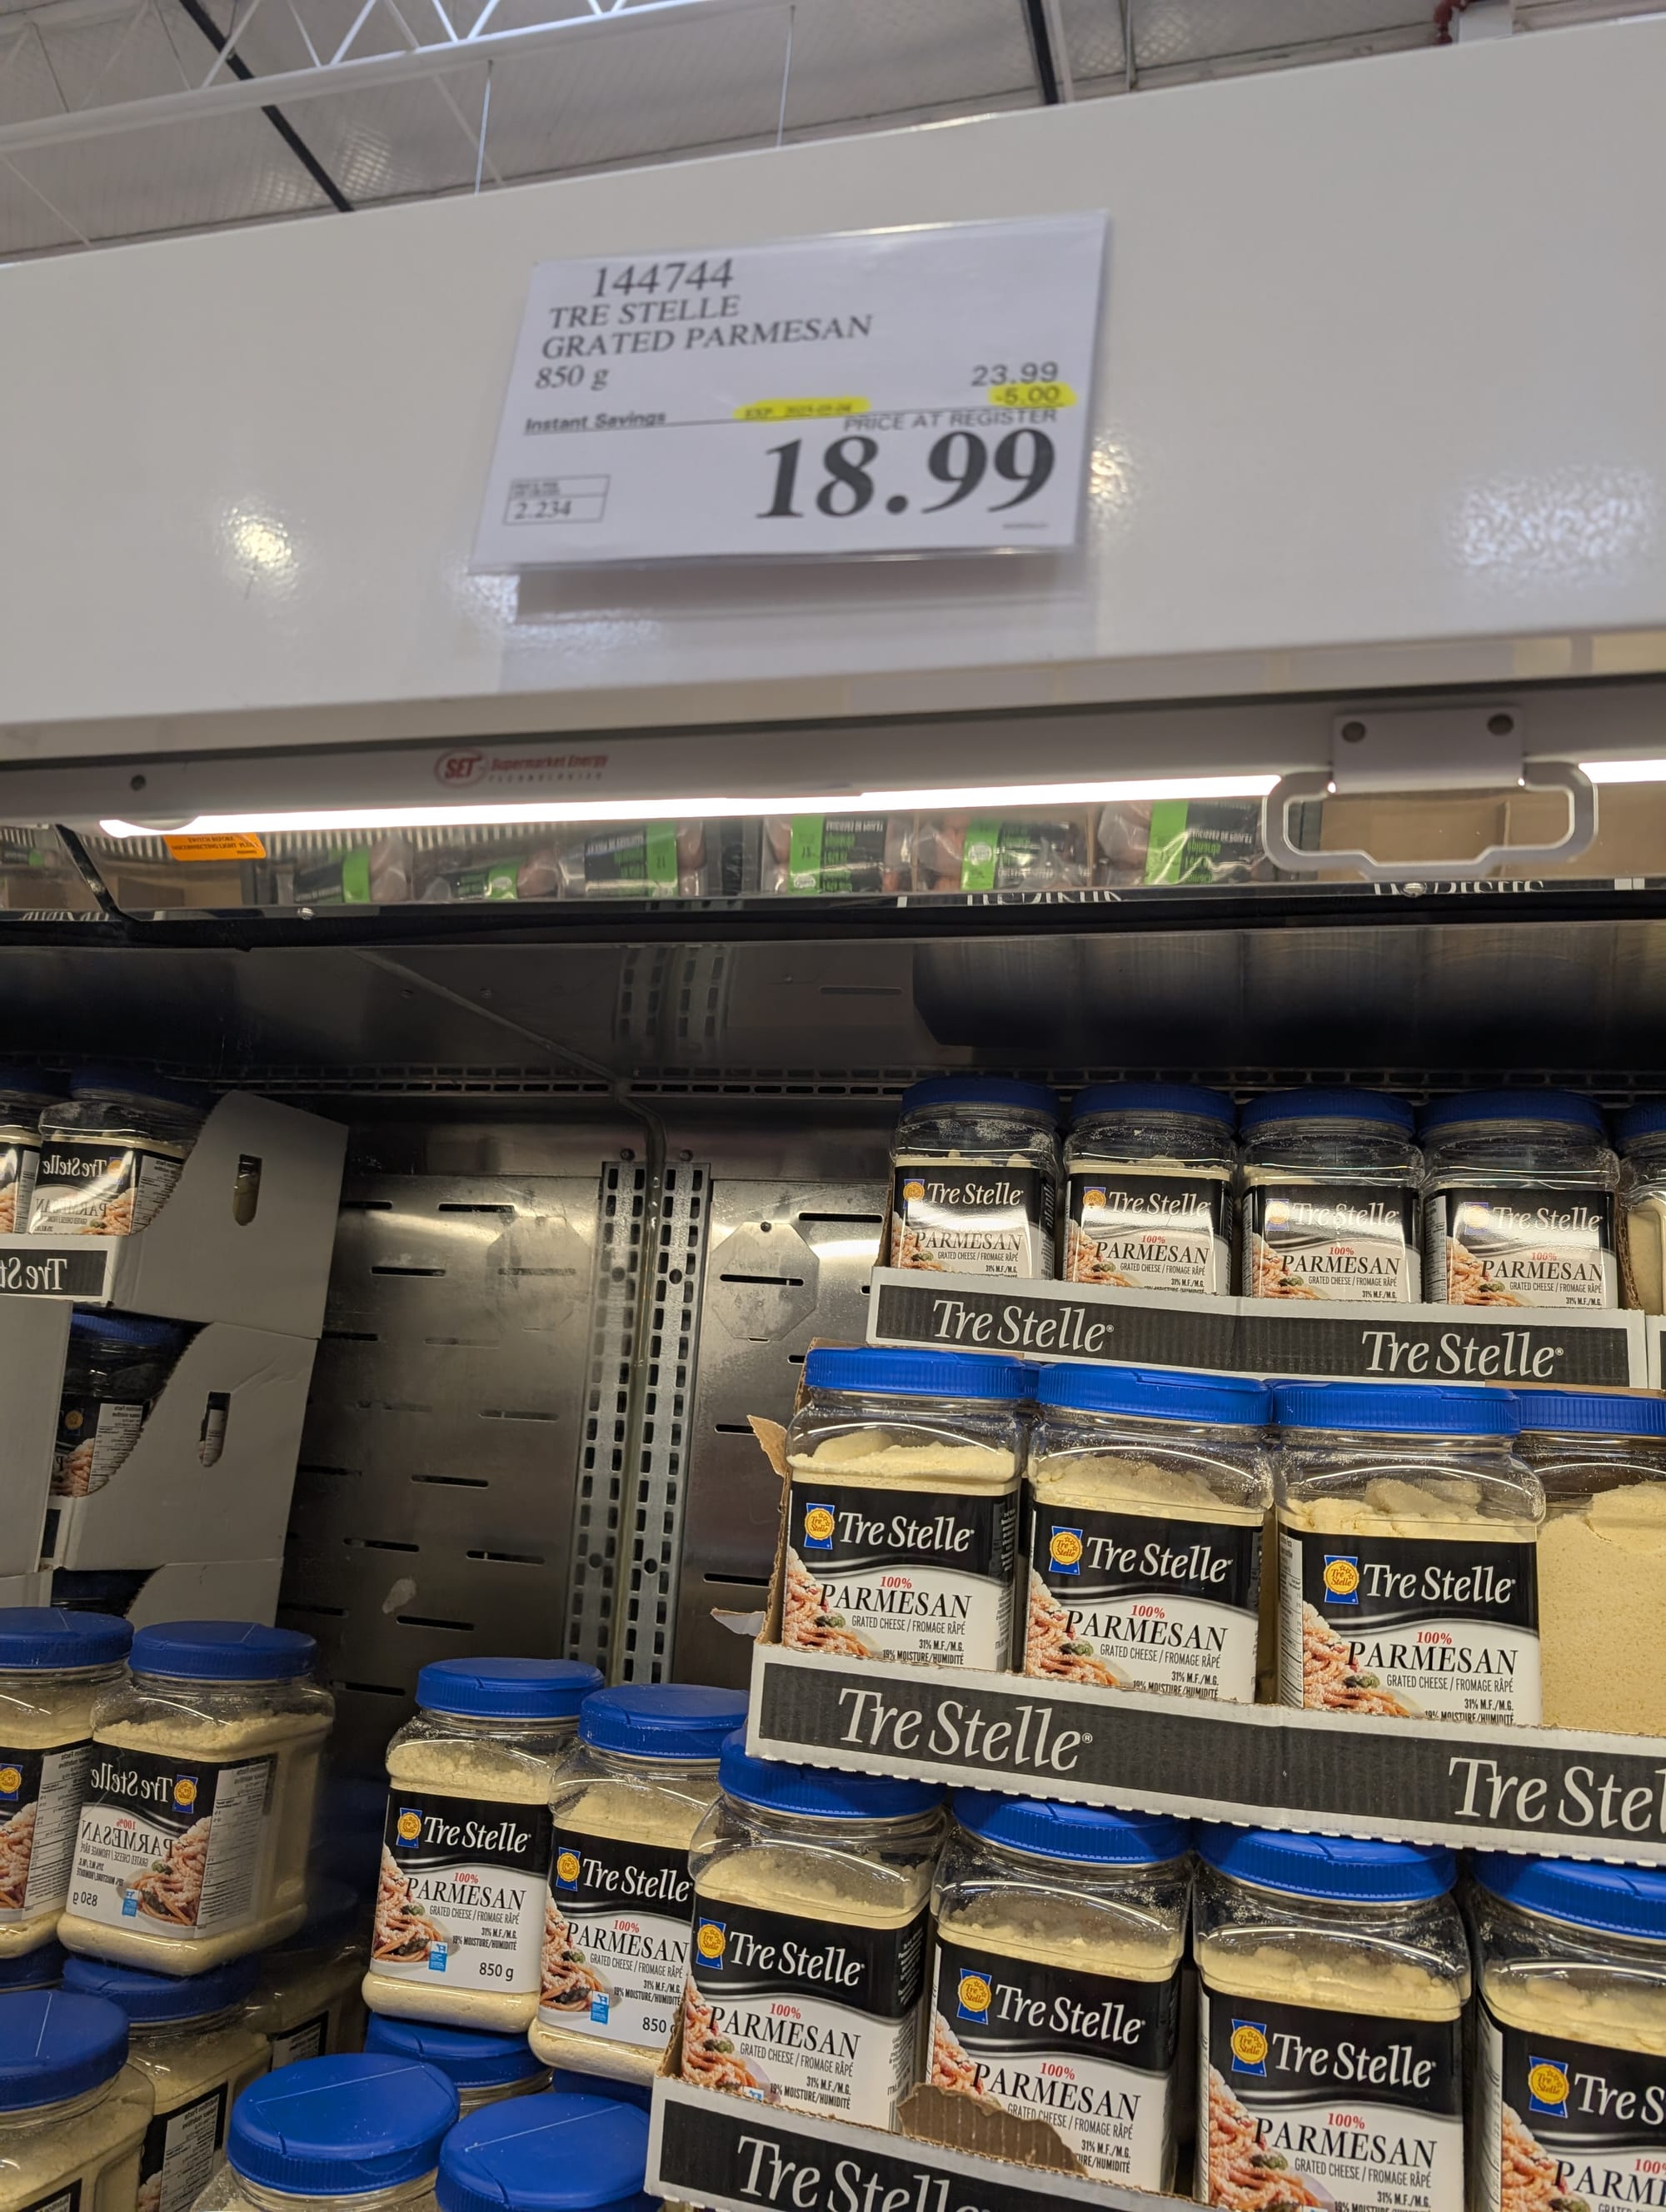 144744
TRE STELLE
GRATED PARMESAN
850 g
23.99
-5.00
Instant Savings
PRICE AT REGISTER
18.99
2.234
SET Supermarket Energy
TECHNOLOGIES
Tre Stelle
PARMESAN
GRATED CHEESE / FROMAGE RÂPÉ
31% M.F./M.G.
Tre Stelle
100%
PARMESAN
GRATED CHEESE / FROMAGE RÂPÉ
31% M.F./M.G.
Tre Stelle
100%
PARMESAN
GRATED CHEESE / FROMAGE RÂPÉ
31% M.F./M.G.
Tre Stelle
100%
PARMESAN
GRATED CHEESE / FROMAGE RÂPÉ
31% M.F./M.G.
Tre Stelle® Tre Stelle®
Tre Stelle
100%
PARMESAN
GRATED CHEESE / FROMAGE RÂPÉ
31% M.F./M.G.
19% MOISTURE/HUMIDITÉ
Tre Stelle
100%
PARMESAN
GRATED CHEESE / FROMAGE RÂPÉ
31% M.F./M.G.
19% MOISTURE/HUMIDITÉ
Tre Stelle
100%
PARMESAN
GRATED CHEESE / FROMAGE RÂPÉ
31% M.F./M.G.
19% MOISTURE/HUMIDITÉ
Tre Stelle® Tre Stel
Tre Stelle
100%
PARMESAN
GRATED CHEESE / FROMAGE RÂPÉ
31% M.F./M.G.
19% MOISTURE/HUMIDITÉ
850 g
Tre Stelle
100%
PARMESAN
GRATED CHEESE / FROMAGE RÂPÉ
31% M.F./M.G.
19% MOISTURE/HUMIDITÉ
850
Tre Stelle
100%
PARMESAN
GRATED CHEESE / FROMAGE RÂPÉ
31% M.F./M.G.
19% MOISTURE/HUMIDITÉ
Tre Stelle
100%
PARMESAN
GRATED CHEESE / FROMAGE RÂPÉ
31% M.F./M.G.
Tre Stelle
100%
PARMESAN
GRATED CHEESE / FROMAGE RÂPÉ
31% M.F./M.G.
Tre S
100%
PARM
Tre Stelle